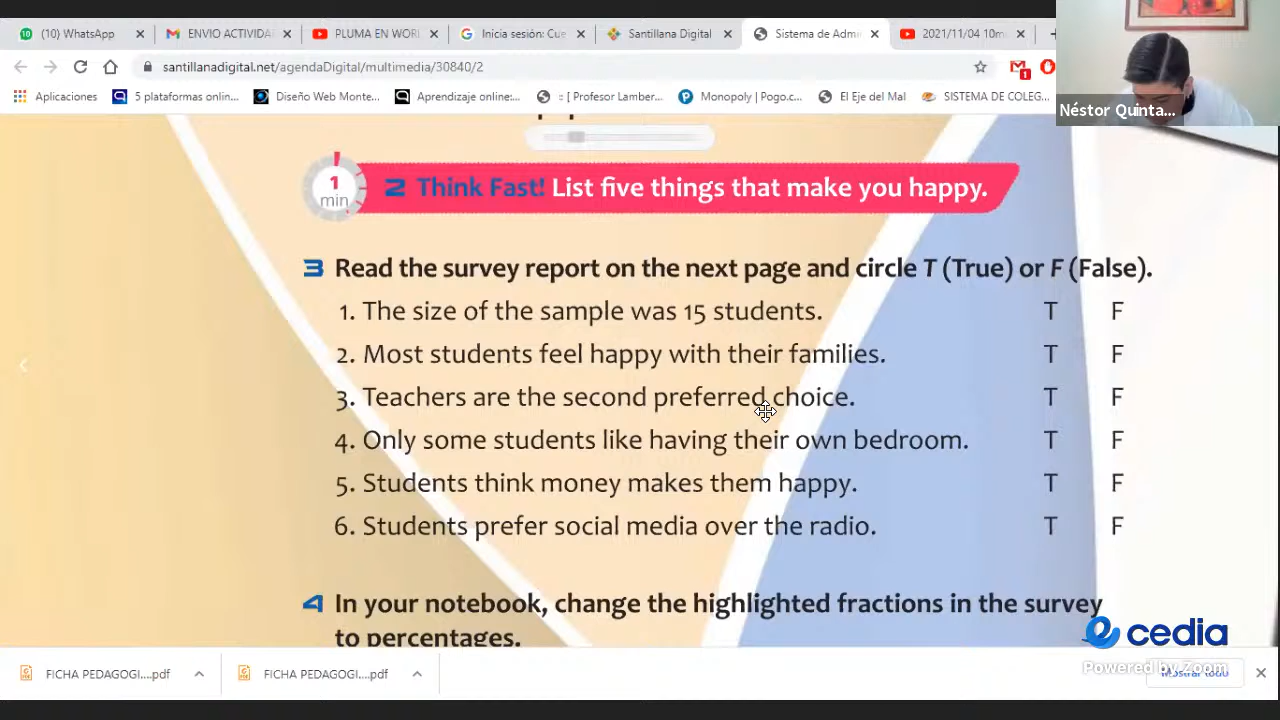 (10) WhatsApp
ENVIO ACTIVIDA
PLUMA EN WOR
Inicia sesión: Cue
Santillana Digital
Sistema de Admi
2021/11/04 10m
santillanadigital.net/agendaDigital/multimedia/30840/2
1
Aplicaciones
5 plataformas onlin...
Diseño Web Monte...
Aprendizaje online:...
:: [ Profesor Lamber...
Monopoly | Pogo.c...
El Eje del Mal
SISTEMA DE COLEG...
Néstor Quinta...
1 min
2 Think Fast! List five things that make you happy.
3 Read the survey report on the next page and circle T (True) or F (False).
1. The size of the sample was 15 students. T F
2. Most students feel happy with their families. T F
3. Teachers are the second preferred choice. T F
4. Only some students like having their own bedroom. T F
5. Students think money makes them happy. T F
6. Students prefer social media over the radio. T F
4 In your notebook, change the highlighted fractions in the survey
to percentages.
cedia
Powered by Zoom
FICHA PEDAGOGI....pdf
FICHA PEDAGOGI....pdf
Mostrar todo